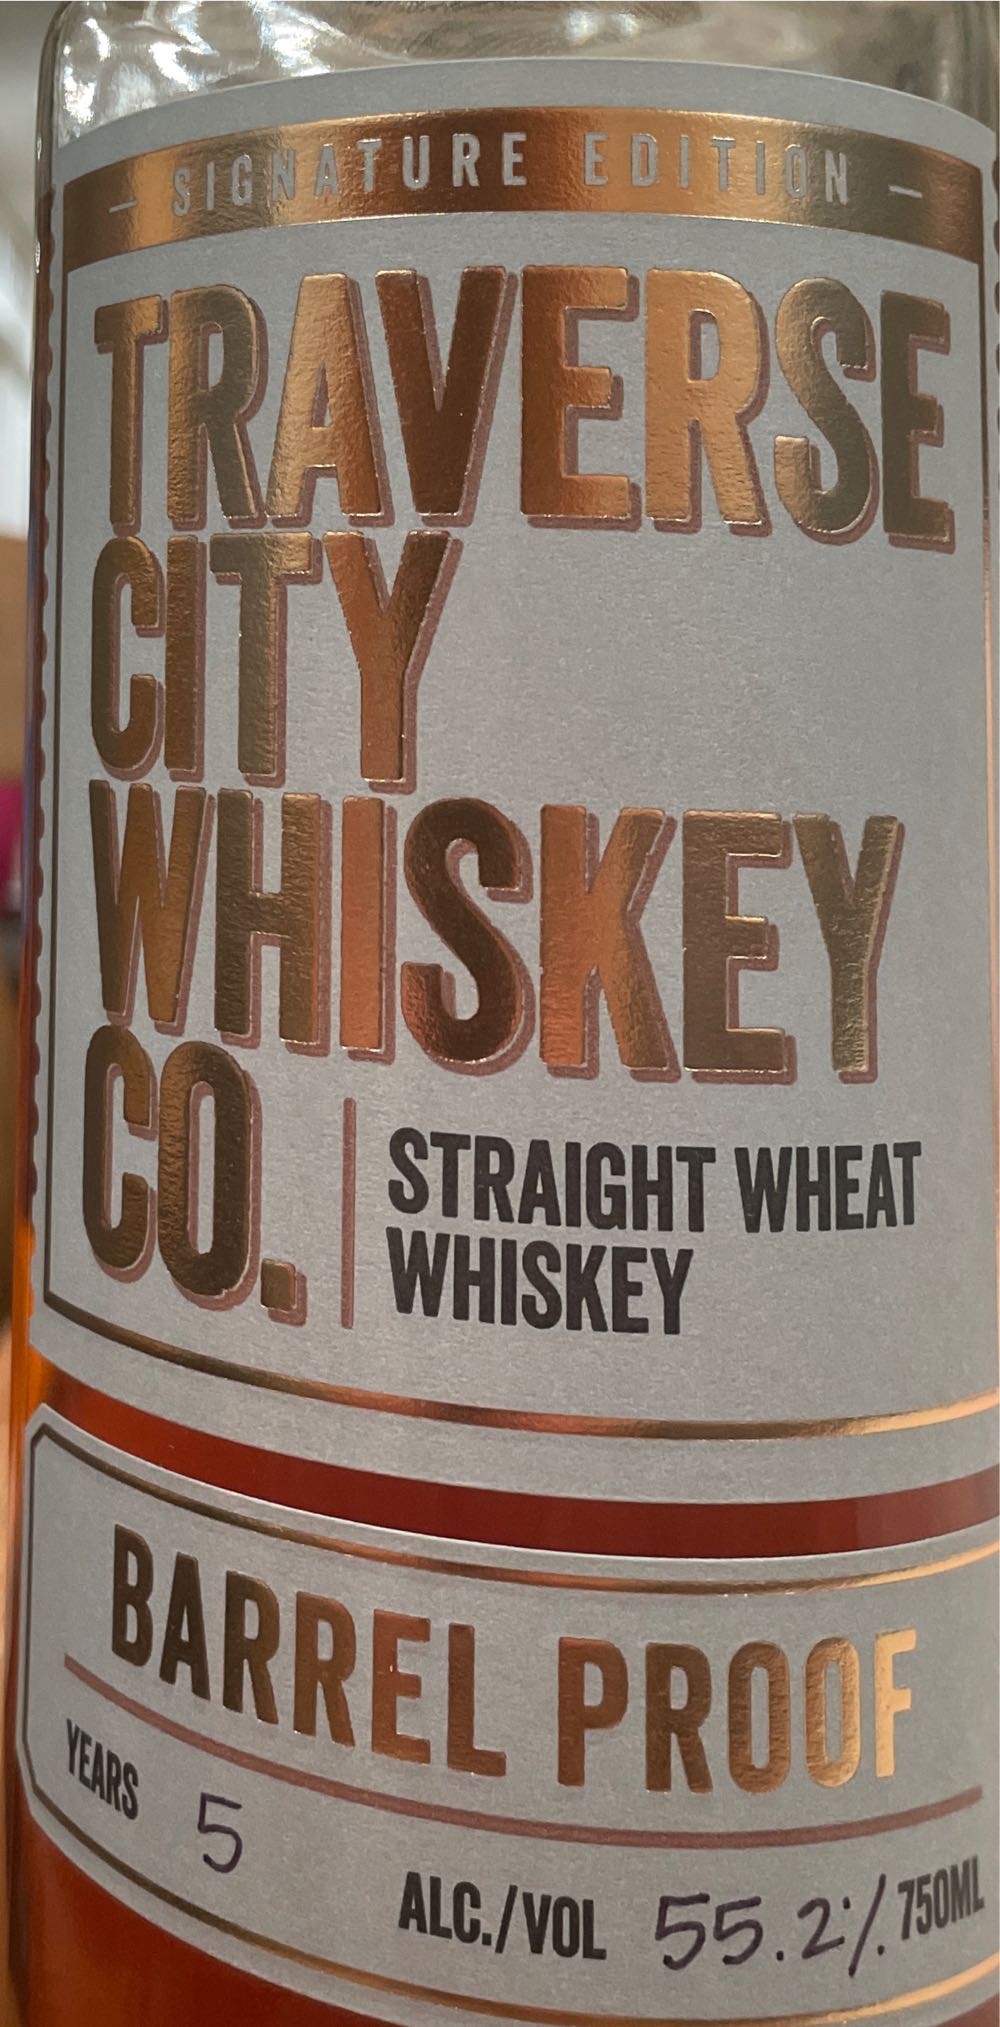 — SIGNATURE EDITION —
TRAVERSE
CITY
WHISKEY
CO.
STRAIGHT WHEAT
WHISKEY
BARREL PROOF
YEARS 5
ALC./VOL 55.2% 750ML